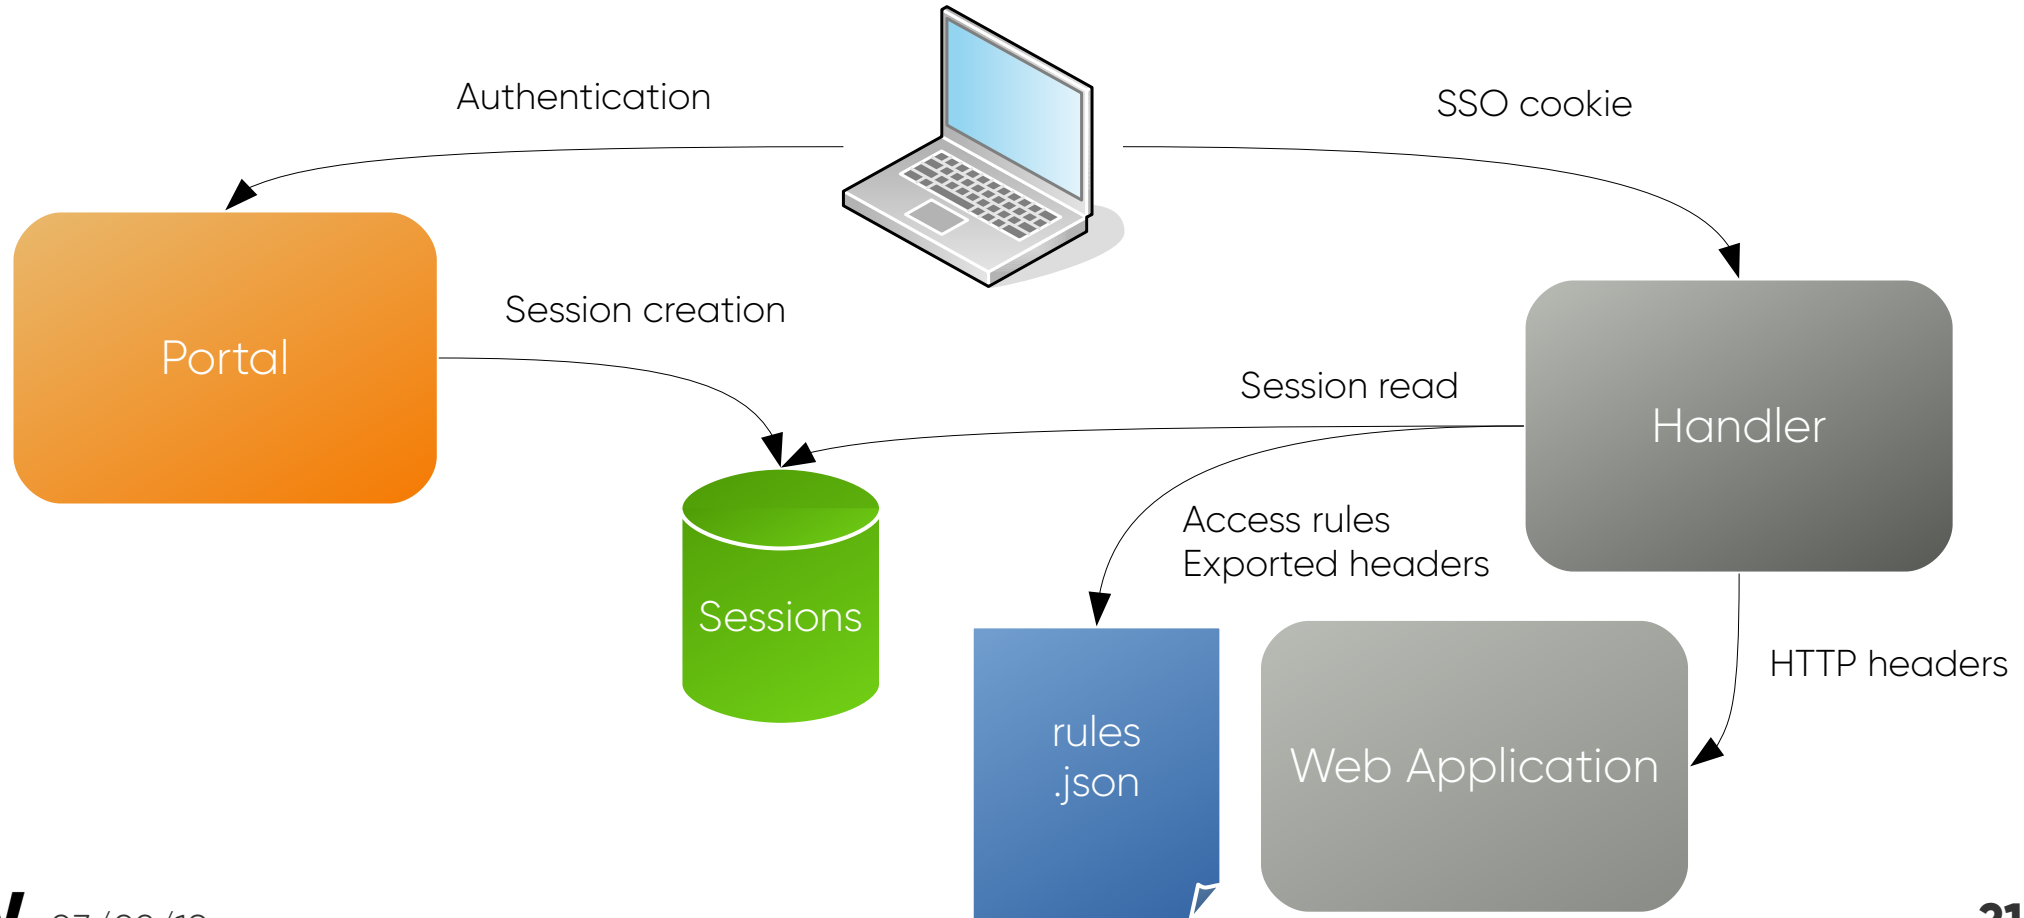 Authentication
SSO cookie
Session creation
Portal
Session read
Handler
Access rules
Exported headers
Sessions
HTTP headers
rules
.json
Web Application
21